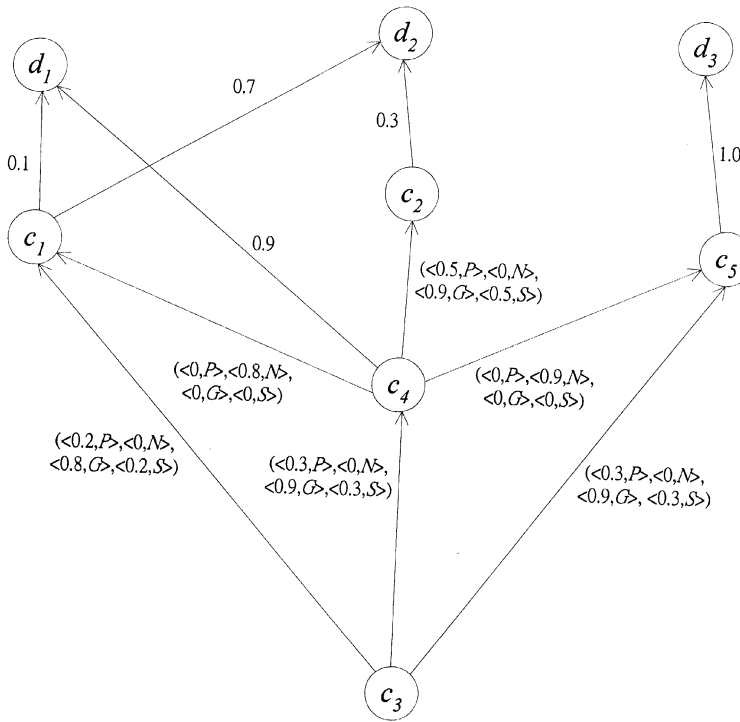 d1
d2
d3
0.7
0.3
0.1
1.0
c1
c2
0.9
c5
(<0.5,P>,<0,N>,
<0.9,G>,<0.5,S>)
(<0,P>,<0.8,N>,
<0,G>,<0,S>)
c4
(<0,P>,<0.9,N>,
<0,G>,<0,S>)
(<0.2,P>,<0,N>,
<0.8,G>,<0.2,S>)
(<0.3,P>,<0,N>,
<0.9,G>,<0.3,S>)
(<0.3,P>,<0,N>,
<0.9,G>, <0.3,S>)
c3